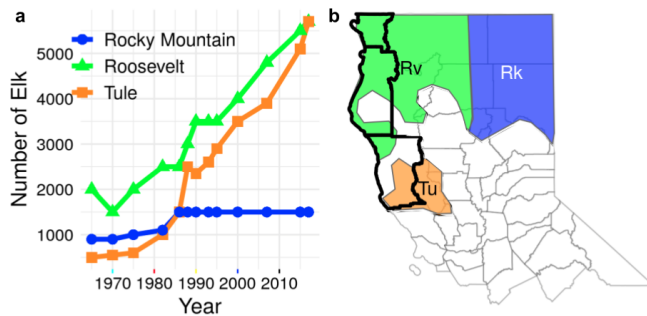 a
Rocky Mountain
Roosevelt
Tule
Number of Elk
5000
4000
3000
2000
1000
1970 1980 1990 2000 2010
Year
b
Rv
Rk
Tu